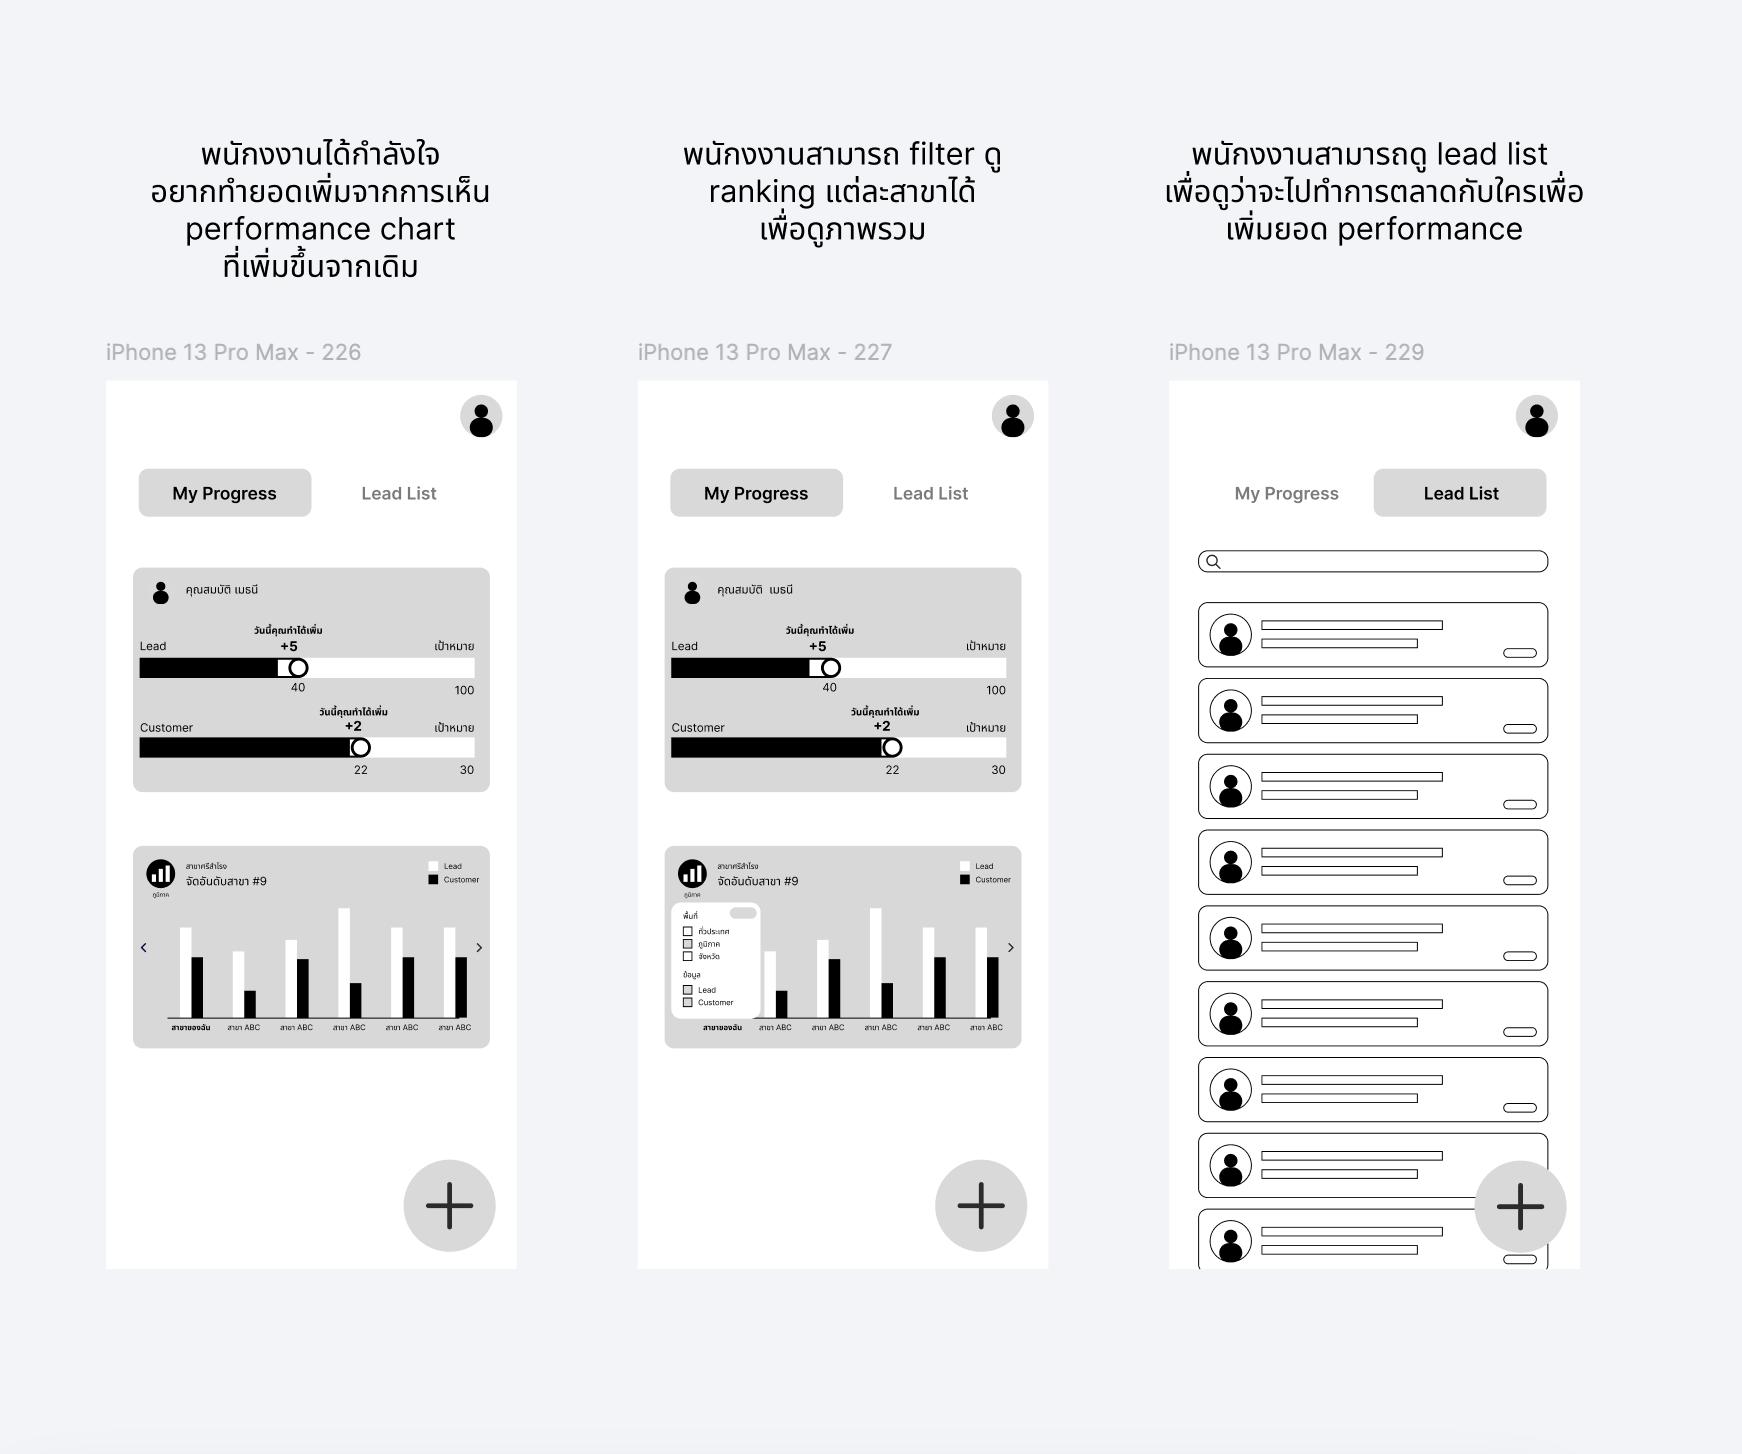 พนักงงานได้กำลังใจ
อยากทำยอดเพิ่มจากการเห็น
performance chart
ที่เพิ่มขึ้นจากเดิม
พนักงงานสามารถ filter ดู
ranking แต่ละสาขาได้
เพื่อดูภาพรวม
พนักงงานสามารถดู lead list
เพื่อดูว่าจะไปทำการตลาดกับใครเพื่อ
เพิ่มยอด performance
iPhone 13 Pro Max - 226
My Progress
Lead List
คุณสมบัติ เมธนี
วันนี้คุณทำได้เพิ่ม
Lead
+5
เป้าหมาย
40
100
วันนี้คุณทำได้เพิ่ม
Customer
+2
เป้าหมาย
22
30
สาขาศรีสำโรง
จัดอันดับสาขา #9
ภูมิภาค
Lead
Customer
สาขาของฉัน
สาขา ABC
สาขา ABC
สาขา ABC
สาขา ABC
สาขา ABC
iPhone 13 Pro Max - 227
My Progress
Lead List
คุณสมบัติ เมธนี
วันนี้คุณทำได้เพิ่ม
Lead
+5
เป้าหมาย
40
100
วันนี้คุณทำได้เพิ่ม
Customer
+2
เป้าหมาย
22
30
สาขาศรีสำโรง
จัดอันดับสาขา #9
ภูมิภาค
Lead
Customer
พื้นที่
ทั่วประเทศ
ภูมิภาค
จังหวัด
ข้อมูล
Lead
Customer
สาขาของฉัน
สาขา ABC
สาขา ABC
สาขา ABC
สาขา ABC
สาขา ABC
iPhone 13 Pro Max - 229
My Progress
Lead List